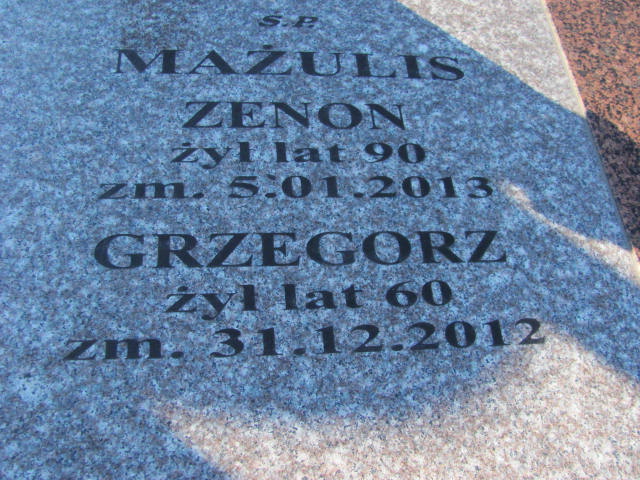 S.P.
MAŻULIS
ZENON
żył lat 90
zm. 5.01.2013
GRZEGORZ
żył lat 60
zm. 31.12.2012